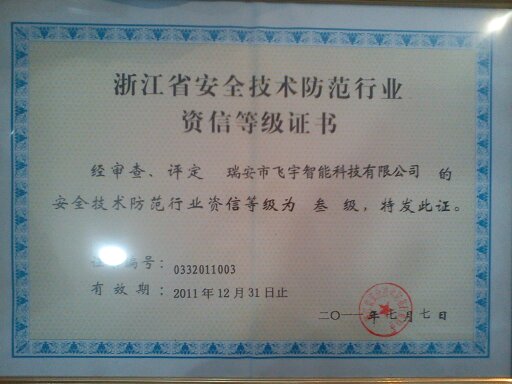 浙江省安全技术防范行业
资信等级证书
经审查、评定 瑞安市飞宇智能科技有限公司 的
安全技术防范行业资信等级为 叁 级，特发此证。
编号：0332011003
有效期：2011年12月31日止
二〇一一年七月七日